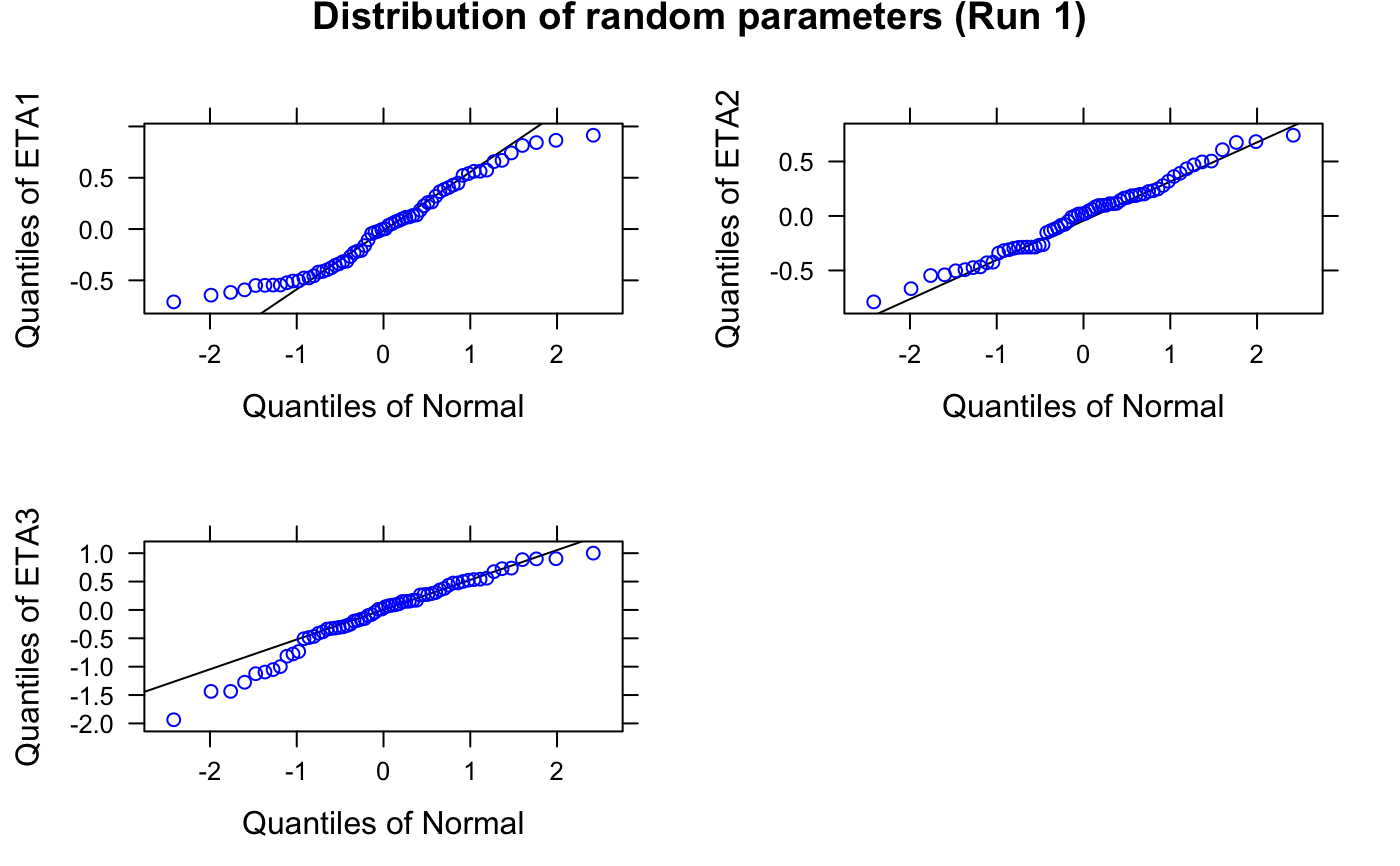 Distribution of random parameters (Run 1)
Quantiles of ETA1
0.5
0.0
-0.5
-2 -1 0 1 2
Quantiles of Normal
Quantiles of ETA2
0.5
0.0
-0.5
-2 -1 0 1 2
Quantiles of Normal
Quantiles of ETA3
1.0
0.5
0.0
-0.5
-1.0
-1.5
-2.0
-2 -1 0 1 2
Quantiles of Normal